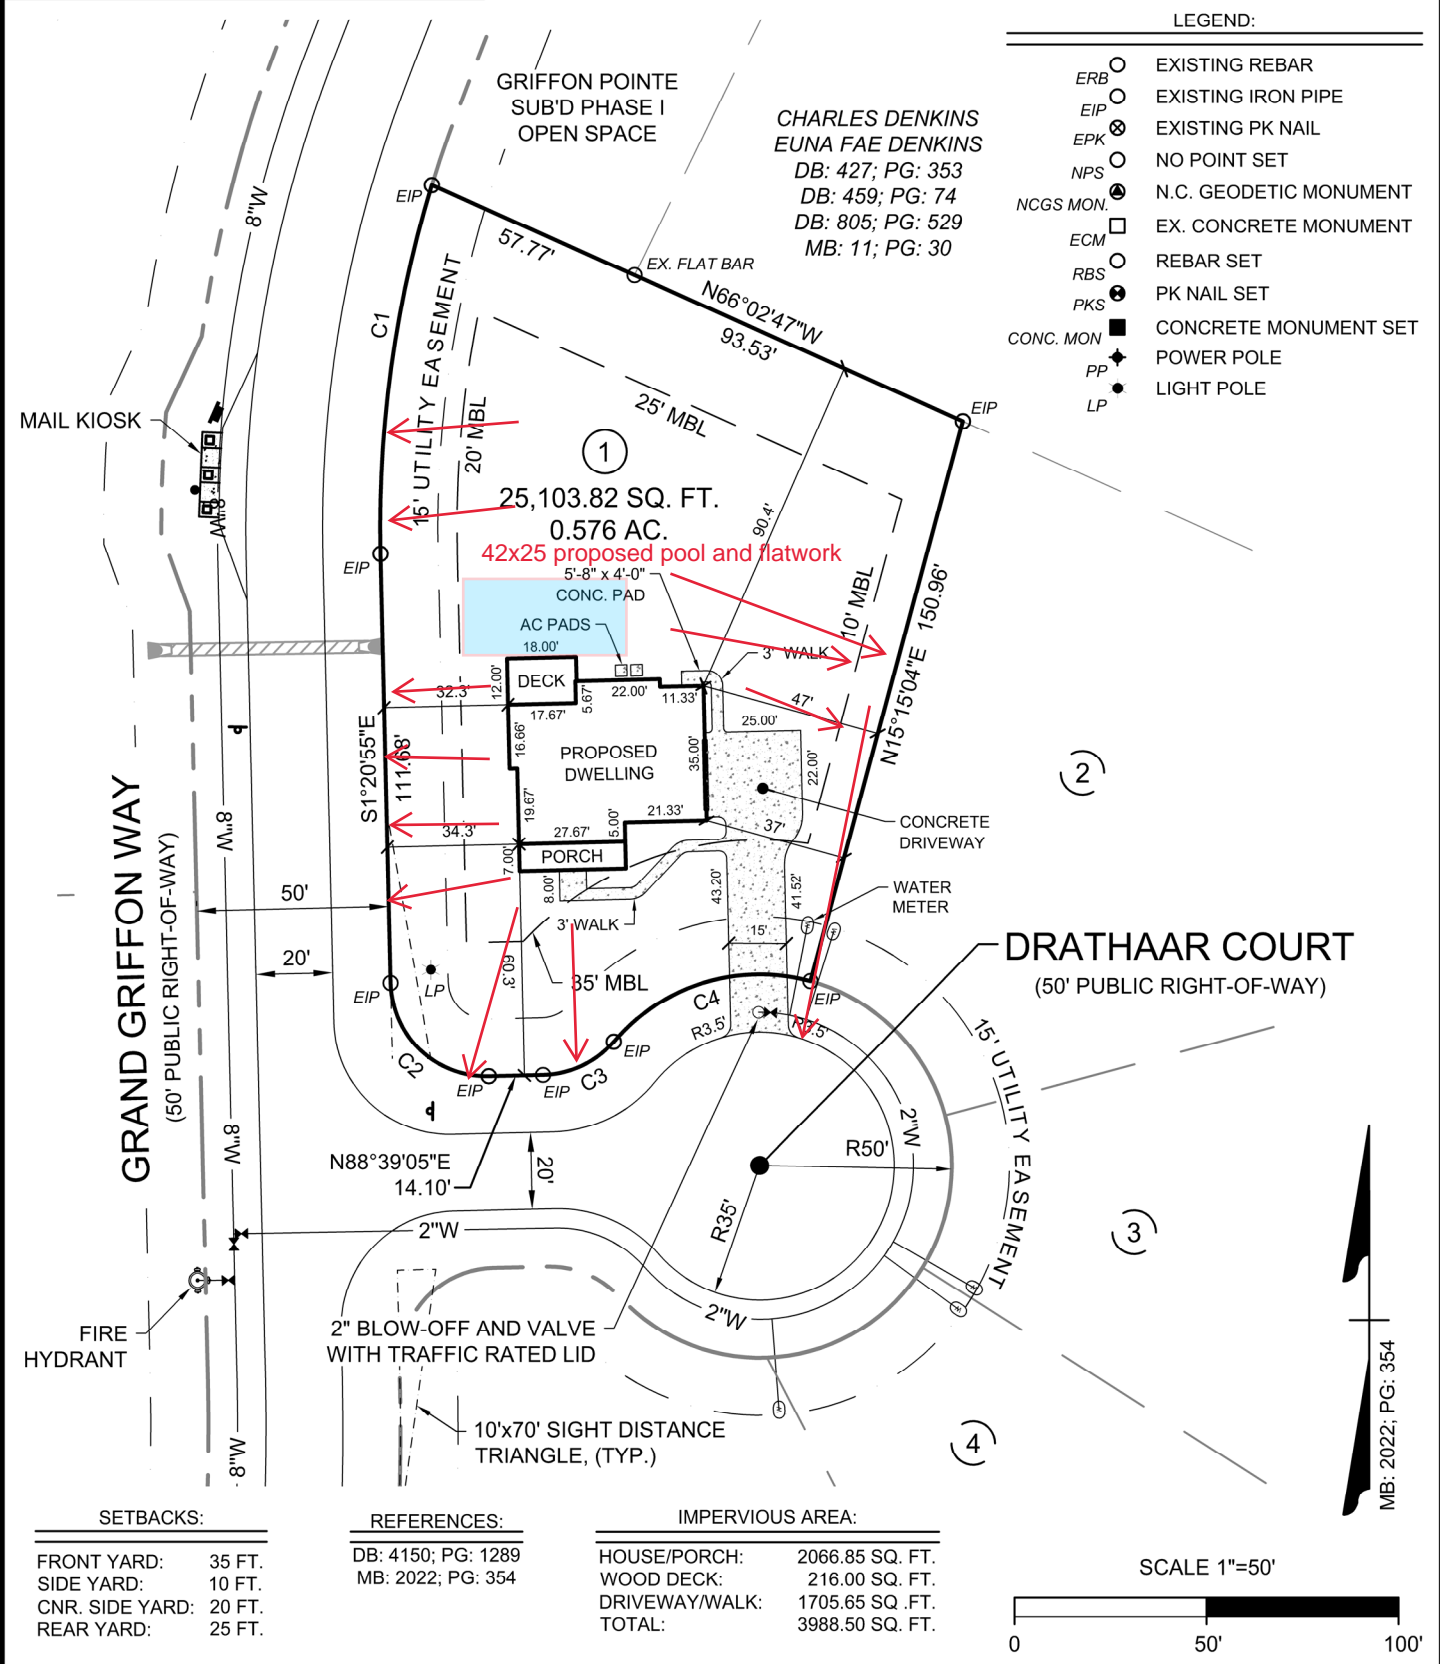 LEGEND:
ERB EXISTING REBAR
EIP EXISTING IRON PIPE
EPK EXISTING PK NAIL
NPS NO POINT SET
NCGS MON. N.C. GEODETIC MONUMENT
ECM EX. CONCRETE MONUMENT
RBS REBAR SET
PKS PK NAIL SET
CONC. MON CONCRETE MONUMENT SET
PP POWER POLE
LP LIGHT POLE
GRIFFON POINTE
SUB'D PHASE I
OPEN SPACE
CHARLES DENKINS
EUNA FAE DENKINS
DB: 427; PG: 353
DB: 459; PG: 74
DB: 805; PG: 529
MB: 11; PG: 30
8"W
EIP
57.77'
EX. FLAT BAR
N66°02'47"W
93.53'
C1
15' UTILITY EASEMENT
20' MBL
25' MBL
EIP
MAIL KIOSK
8"W
1
25,103.82 SQ. FT.
0.576 AC.
90.4'
42x25 proposed pool and flatwork
EIP
5'-8" x 4'-0"
CONC. PAD
10' MBL
N15°15'04"E 150.96'
AC PADS
18.00'
3' WALK
DECK
12.00'
32.3'
5.67'
22.00'
11.33'
47'
17.67'
25.00'
16.66'
S1°20'55"E
111.68'
PROPOSED
DWELLING
35.00'
22.00'
2
19.67'
21.33'
34.3'
27.67'
5.00'
37'
CONCRETE
DRIVEWAY
PORCH
7.00'
8.00'
43.20'
41.52'
WATER
METER
GRAND GRIFFON WAY
(50' PUBLIC RIGHT-OF-WAY)
8"W
50'
3' WALK
15'
DRATHAAR COURT
(50' PUBLIC RIGHT-OF-WAY)
20'
60.3'
35' MBL
LP
EIP
EIP
C4
R3.5'
R3.5'
EIP
C2
EIP
EIP
C3
15' UTILITY EASEMENT
8"W
2"W
N88°39'05"E
14.10'
20'
R50'
R35'
3
2"W
2"W
FIRE
HYDRANT
2" BLOW-OFF AND VALVE
WITH TRAFFIC RATED LID
MB: 2022; PG: 354
8"W
10'x70' SIGHT DISTANCE
TRIANGLE, (TYP.)
4
SETBACKS:
FRONT YARD: 35 FT.
SIDE YARD: 10 FT.
CNR. SIDE YARD: 20 FT.
REAR YARD: 25 FT.
REFERENCES:
DB: 4150; PG: 1289
MB: 2022; PG: 354
IMPERVIOUS AREA:
HOUSE/PORCH: 2066.85 SQ. FT.
WOOD DECK: 216.00 SQ. FT.
DRIVEWAY/WALK: 1705.65 SQ .FT.
TOTAL: 3988.50 SQ. FT.
SCALE 1"=50'
0 50' 100'